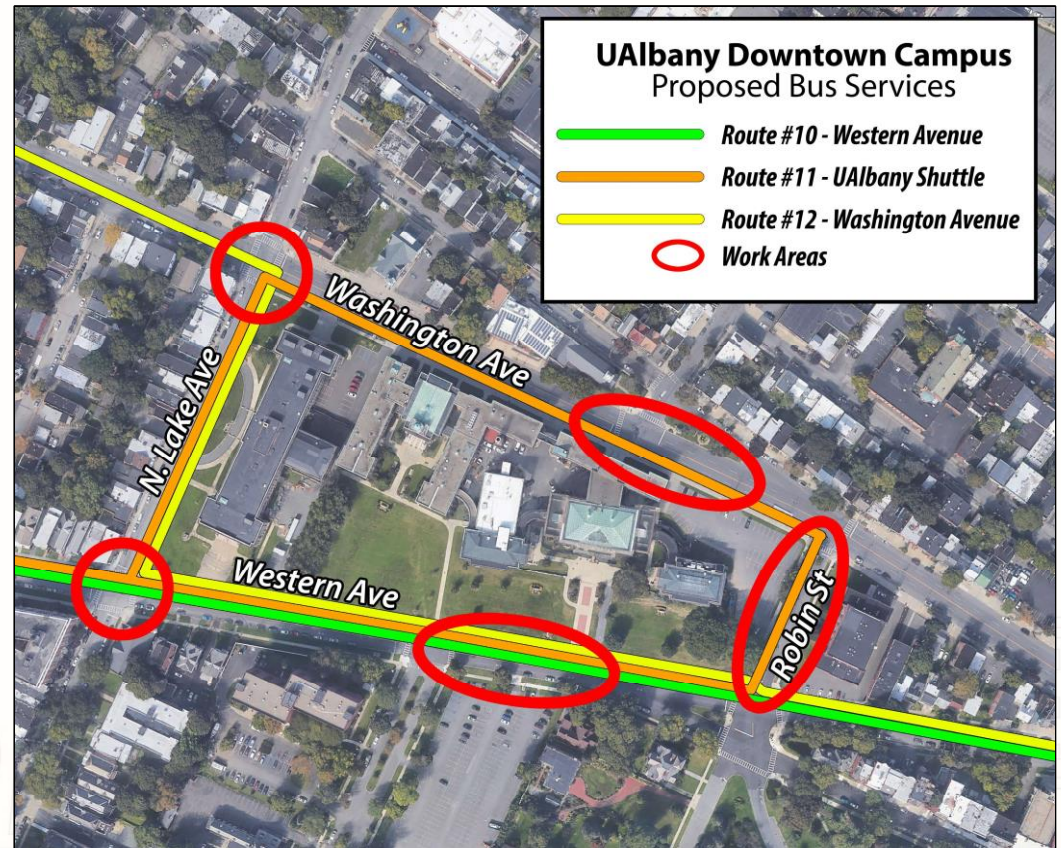 UAlbany Downtown Campus
Proposed Bus Services
Route #10 - Western Avenue
Route #11 - UAlbany Shuttle
Route #12 - Washington Avenue
Work Areas
Washington Ave
N. Lake Ave
Western Ave
Robin St